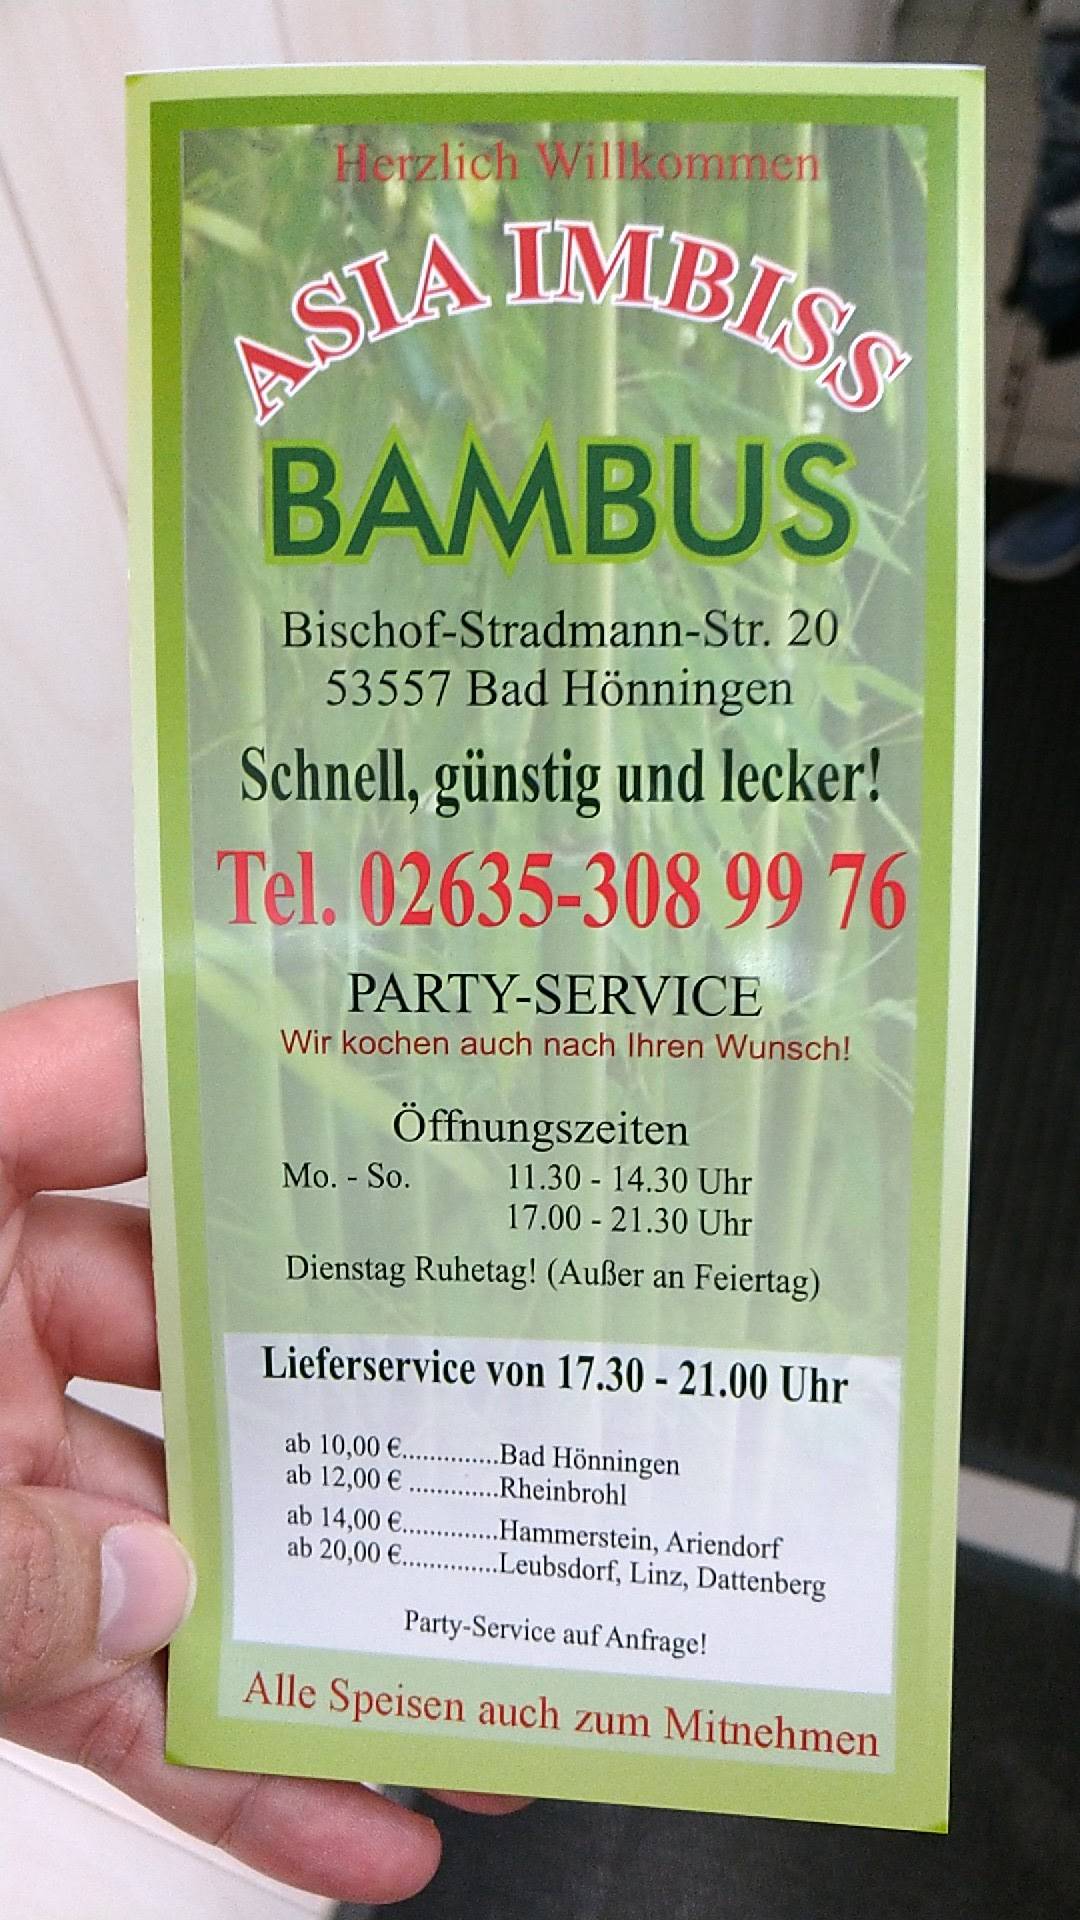 Herzlich Willkommen
ASIA IMBISS
BAMBUS
Bischof-Stradmann-Str. 20
53557 Bad Hönningen
Schnell, günstig und lecker!
Tel. 02635-308 99 76
PARTY-SERVICE
Wir kochen auch nach Ihren Wunsch!
Öffnungszeiten
Mo. - So. 11.30 - 14.30 Uhr
17.00 - 21.30 Uhr
Dienstag Ruhetag! (Außer an Feiertag)
Lieferservice von 17.30 - 21.00 Uhr
ab 10,00 €..............Bad Hönningen
ab 12,00 € .............Rheinbrohl
ab 14,00 €..............Hammerstein, Ariendorf
ab 20,00 €..............Leubsdorf, Linz, Dattenberg
Party-Service auf Anfrage!
Alle Speisen auch zum Mitnehmen